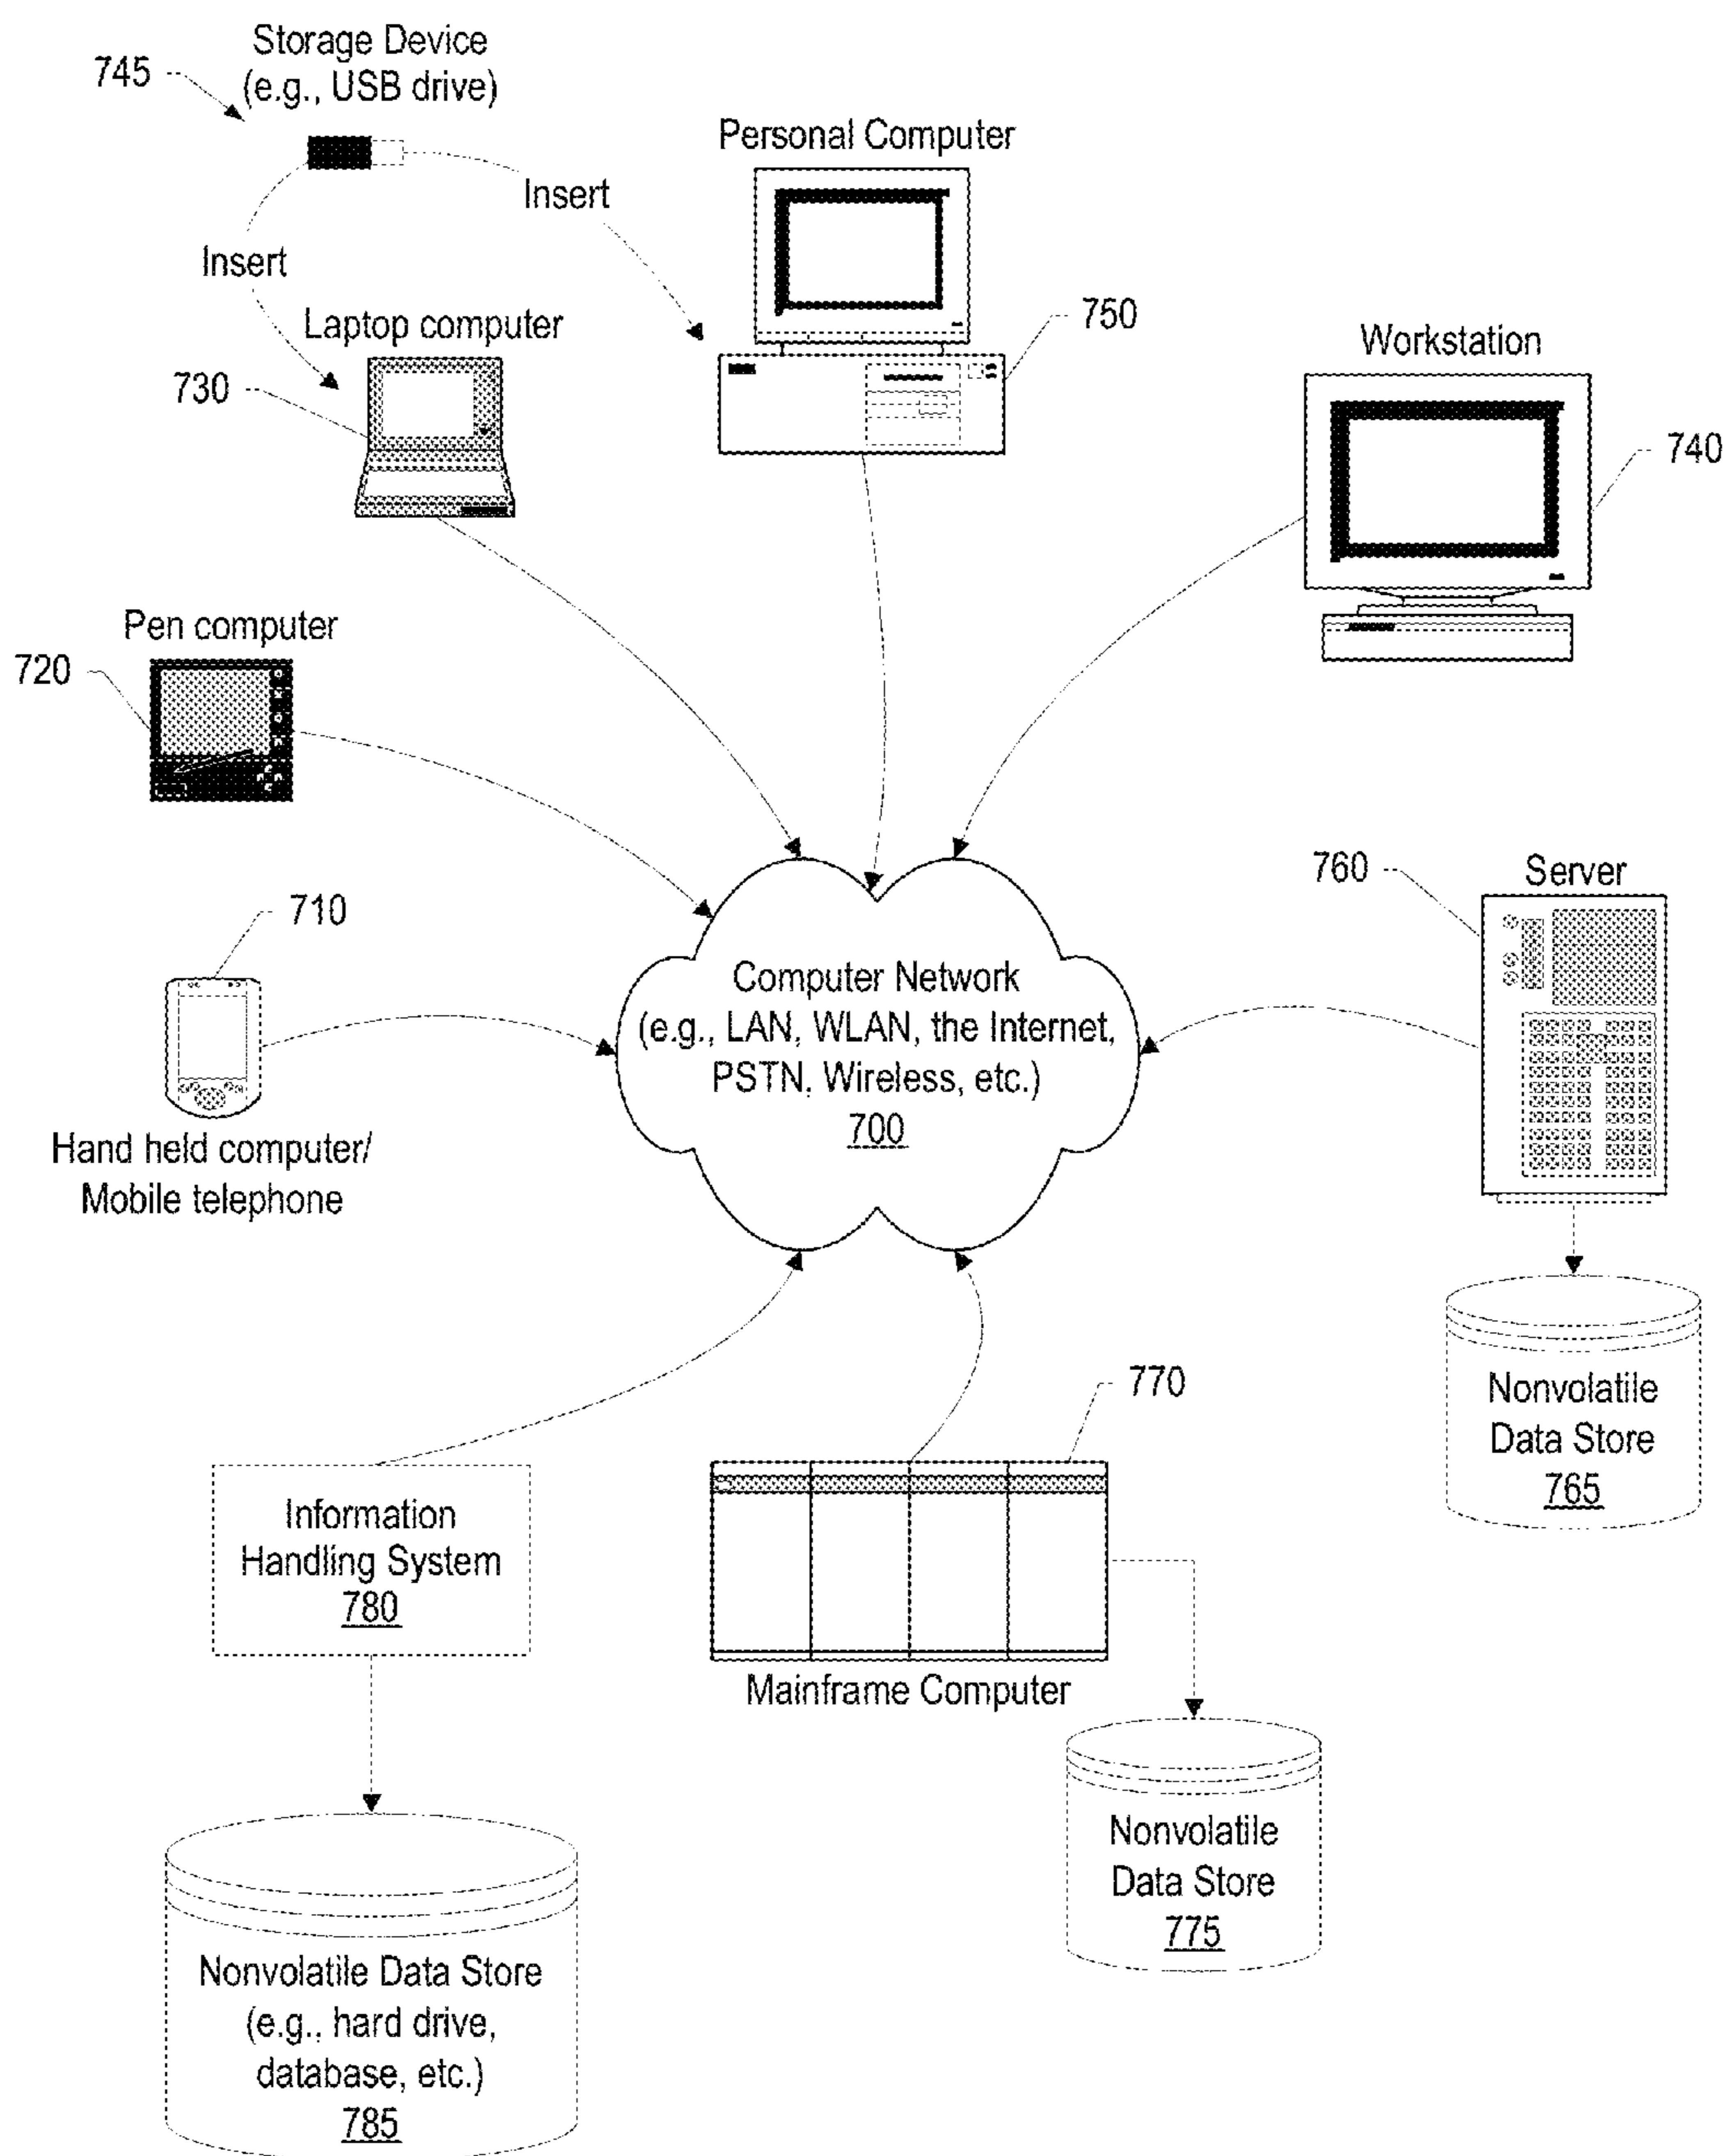 Storage Device
(e.g., USB drive)
745
Personal Computer
Insert
Insert
750
Laptop computer
730
Workstation
740
Pen computer
720
760
Server
710
Hand held computer/
Mobile telephone
Computer Network
(e.g., LAN, WLAN, the Internet,
PSTN, Wireless, etc.)
700
Nonvolatile
Data Store
765
770
Mainframe Computer
Information
Handling System
780
Nonvolatile
Data Store
775
Nonvolatile Data Store
(e.g., hard drive,
database, etc.)
785